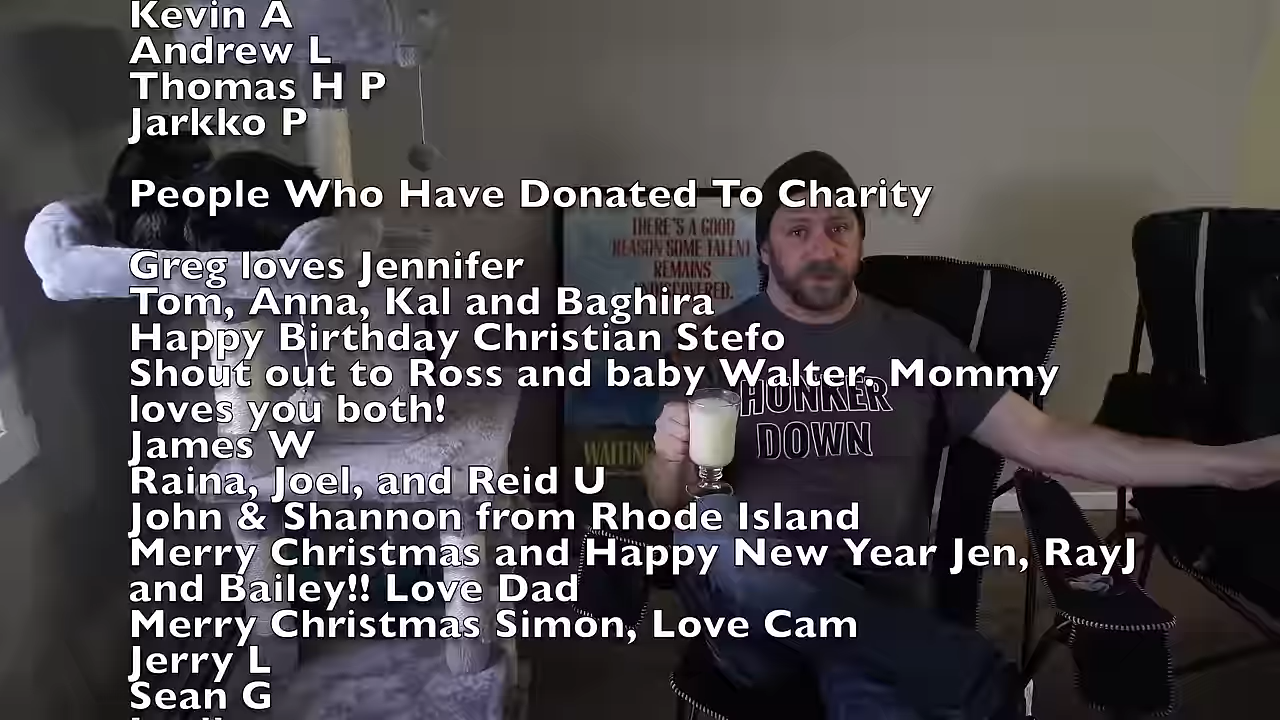 Kevin A
Andrew L
Thomas H P
Jarkko P
People Who Have Donated To Charity
Greg loves Jennifer
Tom, Anna, Kal and Baghira
Happy Birthday Christian Stefo
Shout out to Ross and baby Walter. Mommy
loves you both!
James W
Raina, Joel, and Reid U
John & Shannon from Rhode Island
Merry Christmas and Happy New Year Jen, RayJ
and Bailey!! Love Dad
Merry Christmas Simon, Love Cam
Jerry L
Sean G
THERE'S A GOOD
REASON SOME TALENT
REMAINS
UNDISCOVERED.
WAITING
HUNKER
DOWN